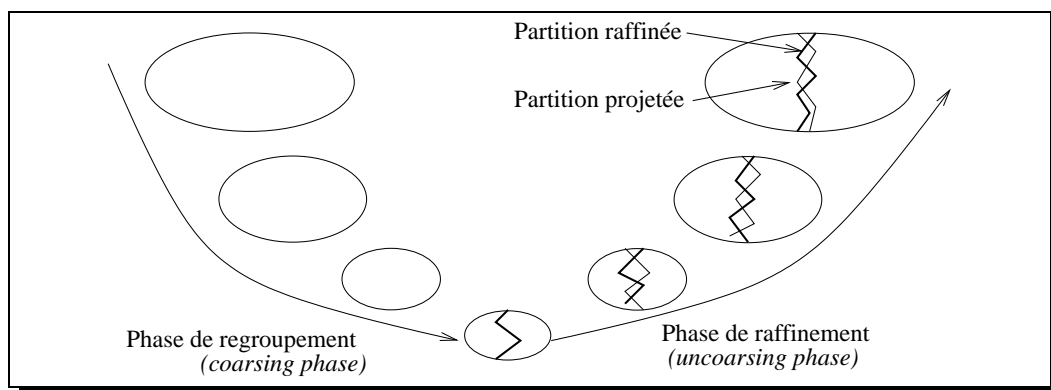 Partition raffinée
Partition projetée
Phase de regroupement
(coarsing phase)
Phase de raffinement
(uncoarsing phase)